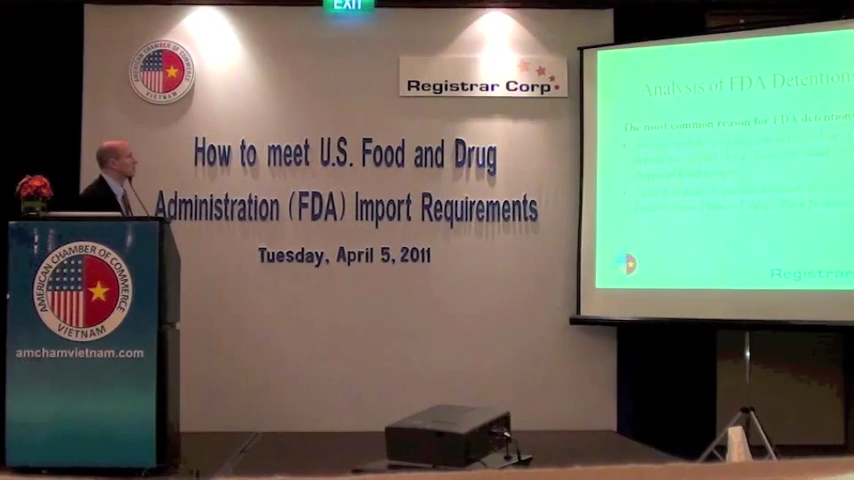 EXIT
AMERICAN CHAMBER OF COMMERCE
VIETNAM
Registrar Corp
How to meet U.S. Food and Drug
Administration (FDA) Import Requirements
Tuesday, April 5, 2011
AMERICAN CHAMBER OF COMMERCE
VIETNAM
amchamvietnam.com
Analysis of FDA Detention
The most common reason for FDA detention
Registrar